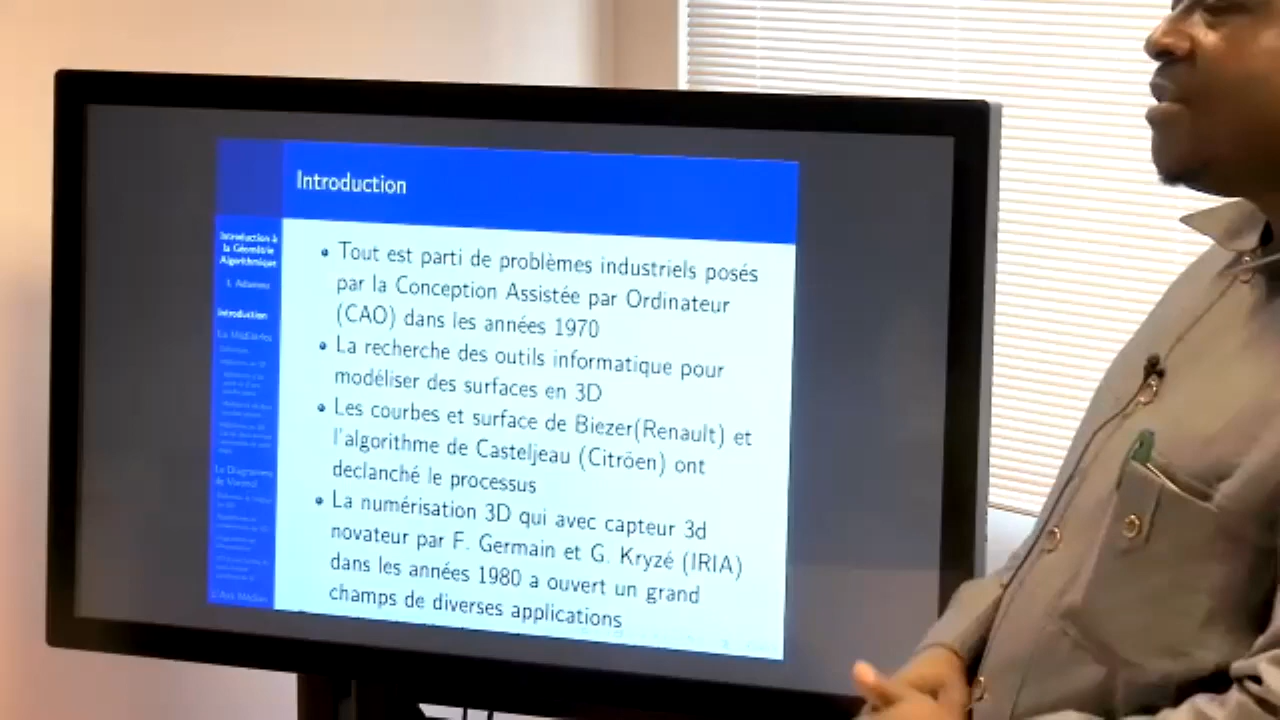 Introduction
Introduction à
la Géométrie
Algorithmique
Introduction
Tout est parti de problèmes industriels posés
par la Conception Assistée par Ordinateur
(CAO) dans les années 1970
La recherche des outils informatique pour
modéliser des surfaces en 3D
Les courbes et surface de Biezer(Renault) et
l'algorithme de Casteljeau (Citröen) ont
declanché le processus
La numérisation 3D qui avec capteur 3d
novateur par F. Germain et G. Kryzé (IRIA)
dans les années 1980 a ouvert un grand
champs de diverses applications